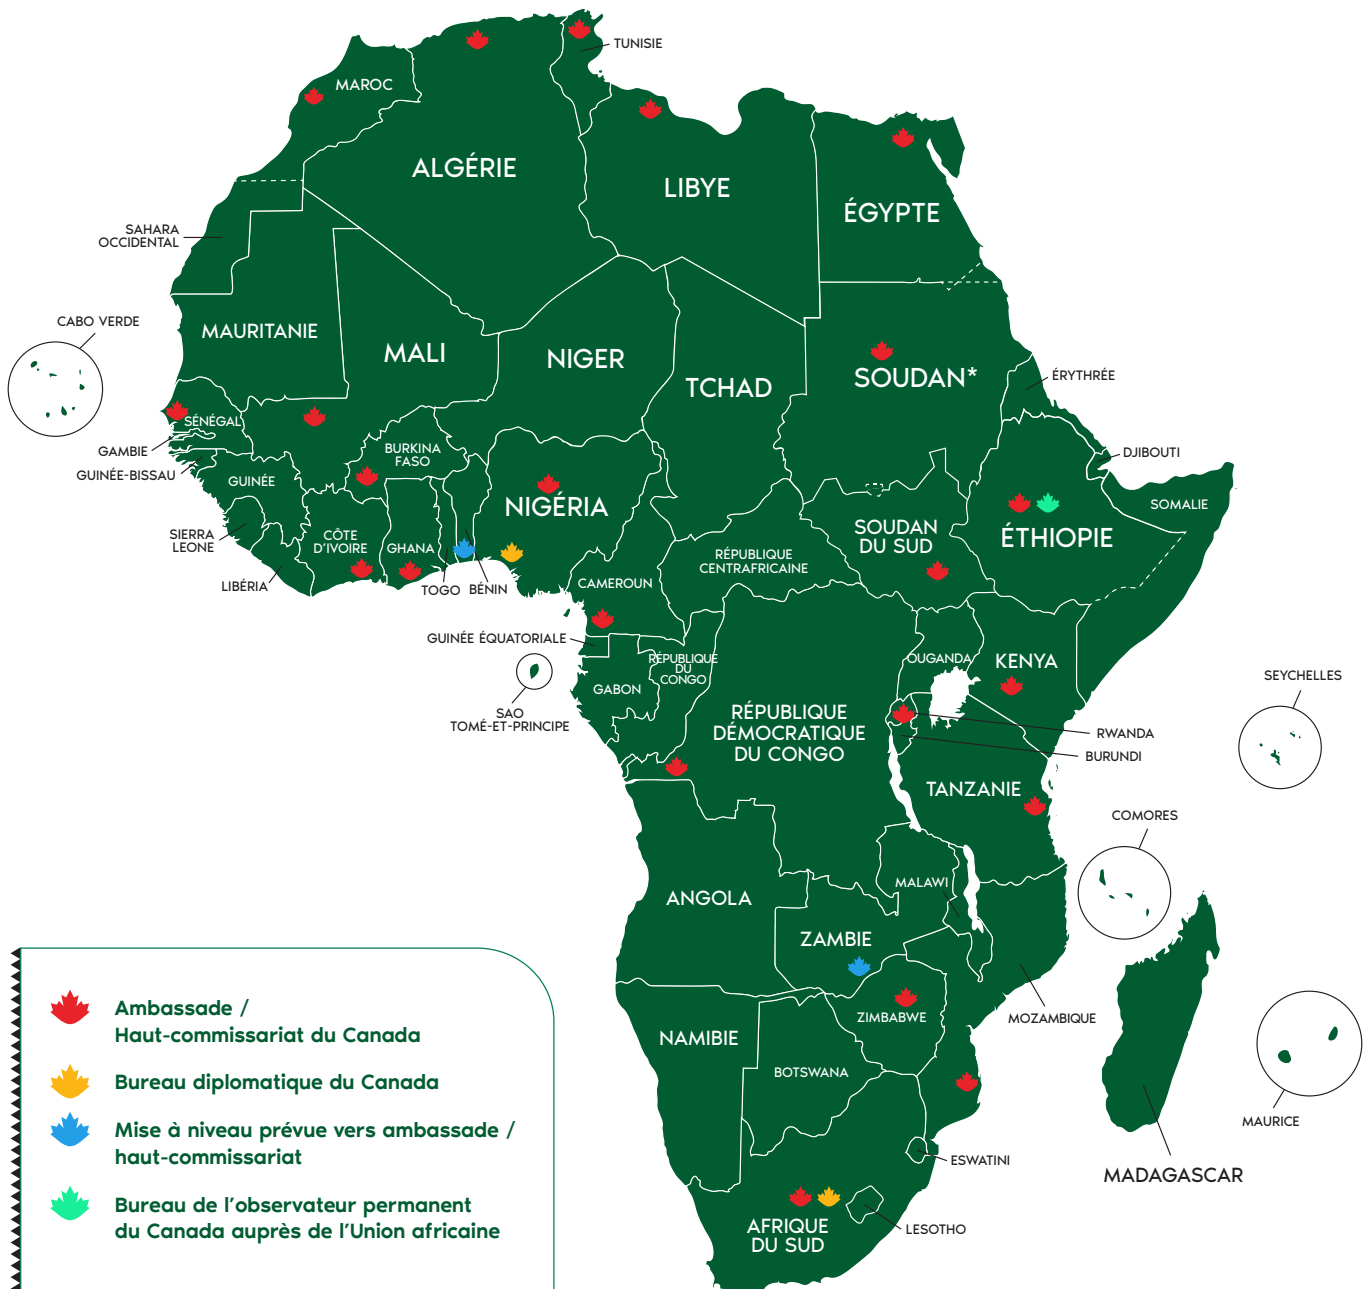 TUNISIE
MAROC
ALGÉRIE
LIBYE
ÉGYPTE
SAHARA
OCCIDENTAL
CABO VERDE
MAURITANIE
MALI
NIGER
TCHAD
SOUDAN*
ÉRYTHRÉE
SÉNÉGAL
GAMBIE
GUINÉE-BISSAU
GUINÉE
BURKINA
FASO
NIGÉRIA
DJIBOUTI
SOMALIE
SIERRA
LEONE
CÔTE
D'IVOIRE
GHANA
SOUDAN
DU SUD
ÉTHIOPIE
RÉPUBLIQUE
CENTRAFRICAINE
LIBÉRIA
TOGO
BÉNIN
CAMEROUN
GUINÉE ÉQUATORIALE
RÉPUBLIQUE
DU
CONGO
OUGANDA
KENYA
GABON
SEYCHELLES
SAO
TOMÉ-ET-PRINCIPE
RÉPUBLIQUE
DÉMOCRATIQUE
DU CONGO
RWANDA
BURUNDI
TANZANIE
COMORES
ANGOLA
MALAWI
ZAMBIE
MOZAMBIQUE
ZIMBABWE
NAMIBIE
BOTSWANA
MAURICE
ESWATINI
MADAGASCAR
AFRIQUE
DU SUD
LESOTHO
Ambassade /
Haut-commissariat du Canada
Bureau diplomatique du Canada
Mise à niveau prévue vers ambassade /
haut-commissariat
Bureau de l'observateur permanent
du Canada auprès de l'Union africaine